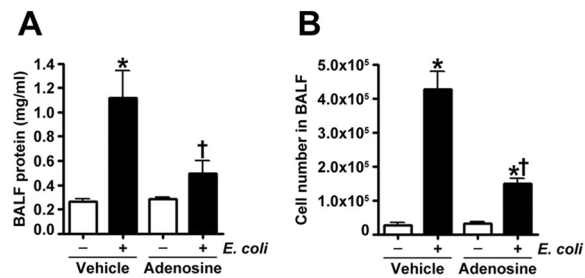 A
BALF protein (mg/ml)
1.4
1.2
1.0
0.8
0.6
0.4
0.2
0.0
*
†
− + − + E. coli
Vehicle Adenosine
B
Cell number in BALF
5.0x10⁵
4.0x10⁵
3.0x10⁵
2.0x10⁵
1.0x10⁵
0
*
*†
− + − + E. coli
Vehicle Adenosine